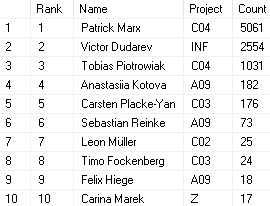 Rank Name Project Count
1 1 Patrick Marx C04 5061
2 2 Victor Dudarev INF 2554
3 3 Tobias Piotrowiak C04 1031
4 4 Anastasiia Kotova A09 182
5 5 Carsten Placke-Yan C03 176
6 6 Sebastian Reinke A09 73
7 7 Leon Müller C02 25
8 8 Timo Fockenberg C03 24
9 9 Felix Hiege A09 18
10 10 Carina Marek Z 17